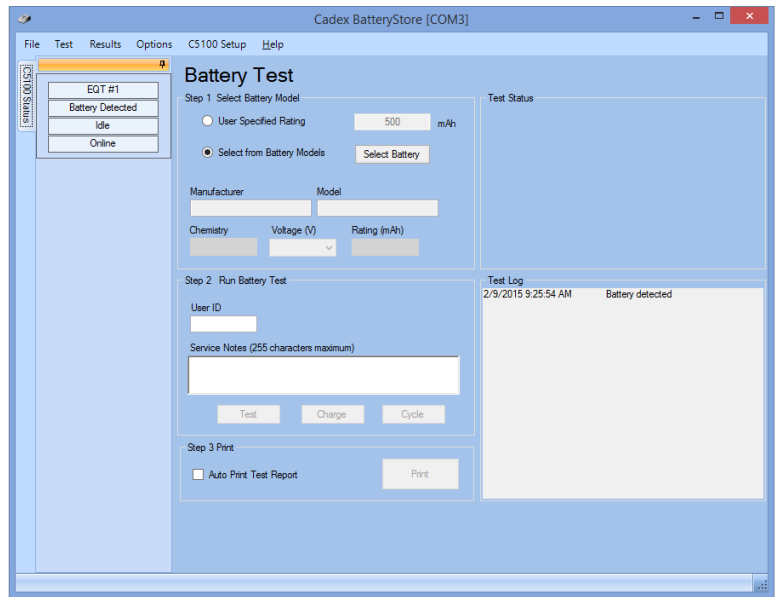 Cadex BatteryStore [COM3]
File Test Results Options C5100 Setup Help
C5100 Status
EQT #1
Battery Detected
Idle
Online
Battery Test
Step 1 Select Battery Model
User Specified Rating 500 mAh
Select from Battery Models Select Battery
Manufacturer Model
Chemistry Voltage (V) Rating (mAh)
Step 2 Run Battery Test
User ID
Service Notes (255 characters maximum)
Test Charge Cycle
Step 3 Print
Auto Print Test Report Print
Test Status
Test Log
2/9/2015 9:25:54 AM Battery detected